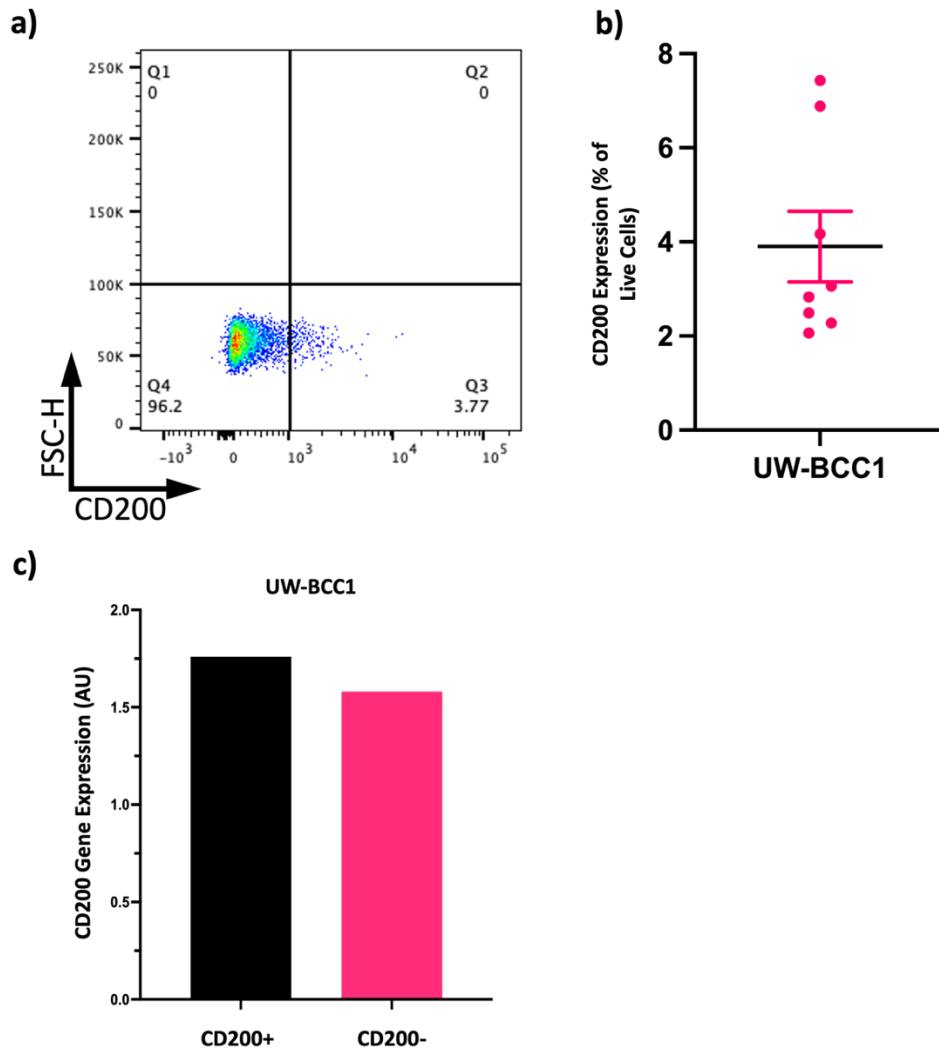 a)
250K
200K
150K
100K
50K
0
Q1
0
Q2
0
Q4
96.2
Q3
3.77
-10³
0
10³
10⁴
10⁵
FSC-H
CD200
b)
8
6
4
2
0
CD200 Expression (% of
Live Cells)
UW-BCC1
c)
UW-BCC1
2.0
1.5
1.0
0.5
0.0
CD200 Gene Expression (AU)
CD200+
CD200-